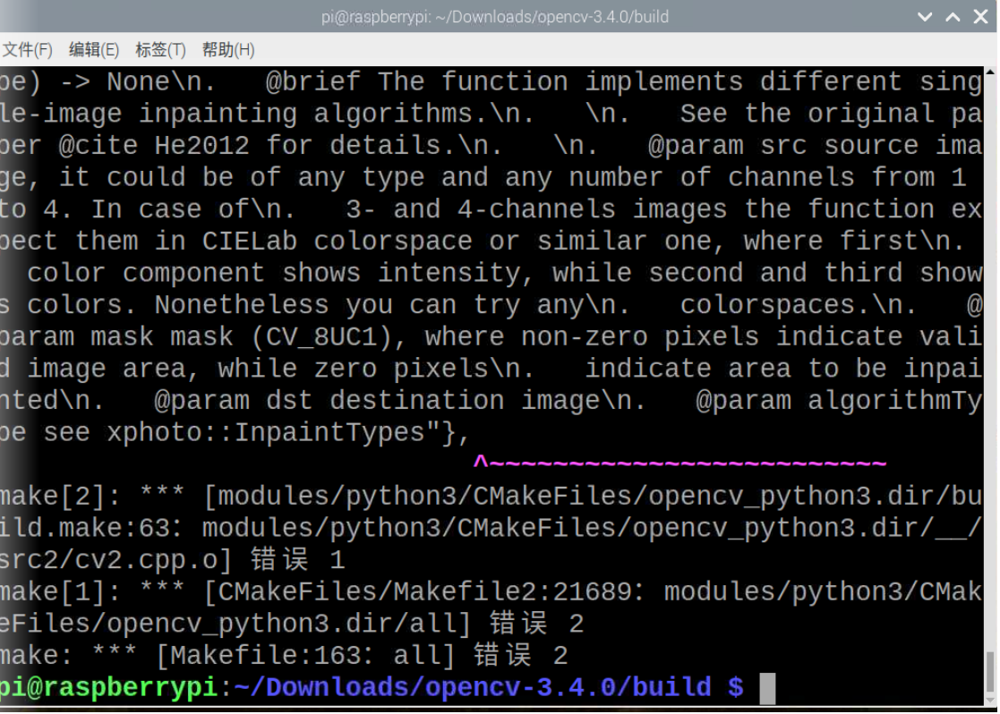 pi@raspberrypi: ~/Downloads/opencv-3.4.0/build
文件(F) 编辑(E) 标签(T) 帮助(H)
pe) -> None\n.   @brief The function implements different sing
le-image inpainting algorithms.\n.   \n.   See the original pa
per @cite He2012 for details.\n.   \n.   @param src source ima
ge, it could be of any type and any number of channels from 1
to 4. In case of\n.   3- and 4-channels images the function ex
pect them in CIELab colorspace or similar one, where first\n.
color component shows intensity, while second and third show
s colors. Nonetheless you can try any\n.   colorspaces.\n.   @
param mask mask (CV_8UC1), where non-zero pixels indicate vali
d image area, while zero pixels\n.   indicate area to be inpai
nted\n.   @param dst destination image\n.   @param algorithmTy
pe see xphoto::InpaintTypes"},
^~~~~~~~~~~~~~~~~~~~~~~~~~
make[2]: *** [modules/python3/CMakeFiles/opencv_python3.dir/bu
ild.make:63: modules/python3/CMakeFiles/opencv_python3.dir/__/
src2/cv2.cpp.o] 错误 1
make[1]: *** [CMakeFiles/Makefile2:21689: modules/python3/CMak
eFiles/opencv_python3.dir/all] 错误 2
make: *** [Makefile:163: all] 错误 2
pi@raspberrypi:~/Downloads/opencv-3.4.0/build $